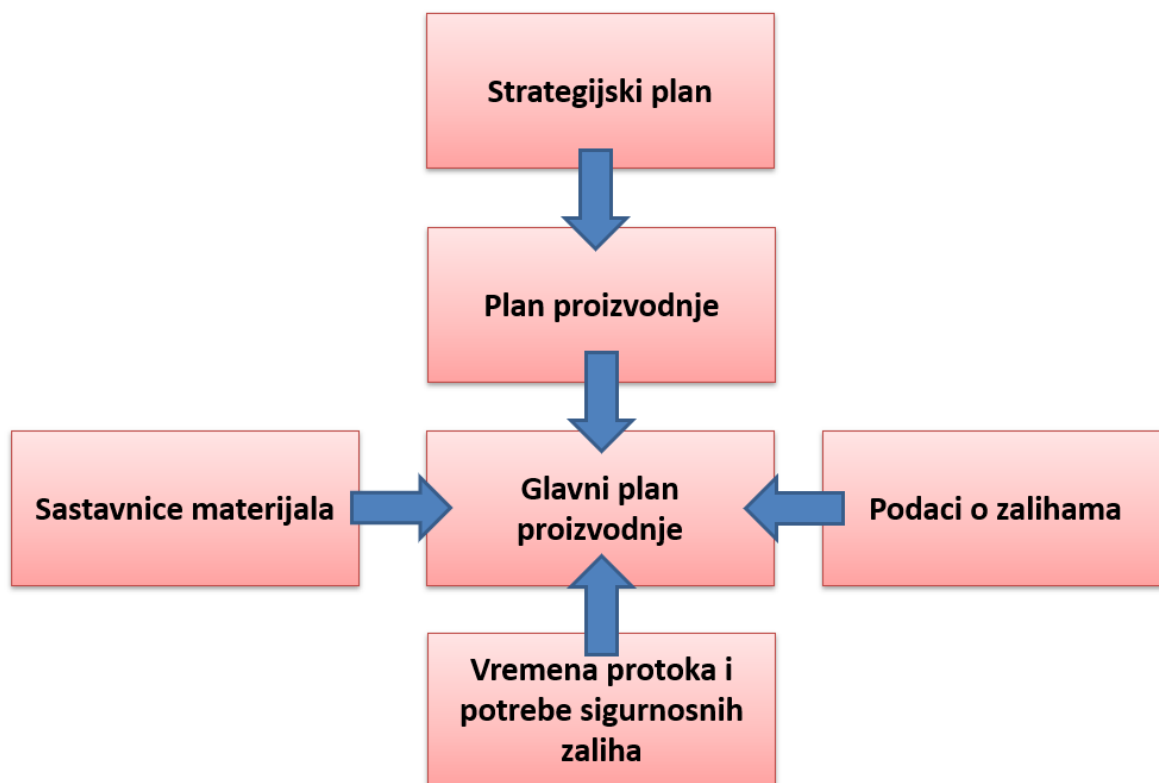 Strategijski plan
Plan proizvodnje
Sastavnice materijala
Glavni plan
proizvodnje
Podaci o zalihama
Vremena protoka i
potrebe sigurnosnih
zaliha